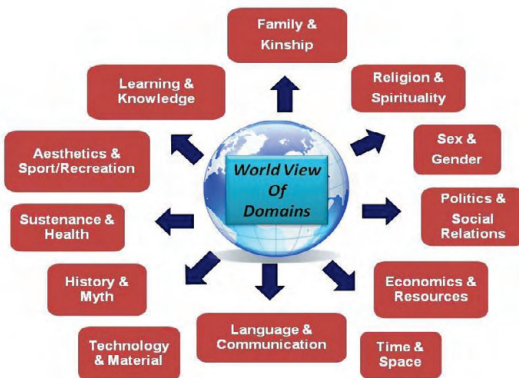 Family &
Kinship
Learning &
Knowledge
Religion &
Spirituality
Aesthetics &
Sport/Recreation
Sex &
Gender
World View
Of
Domains
Sustenance &
Health
Politics &
Social
Relations
History &
Myth
Economics &
Resources
Technology
& Material
Language &
Communication
Time &
Space